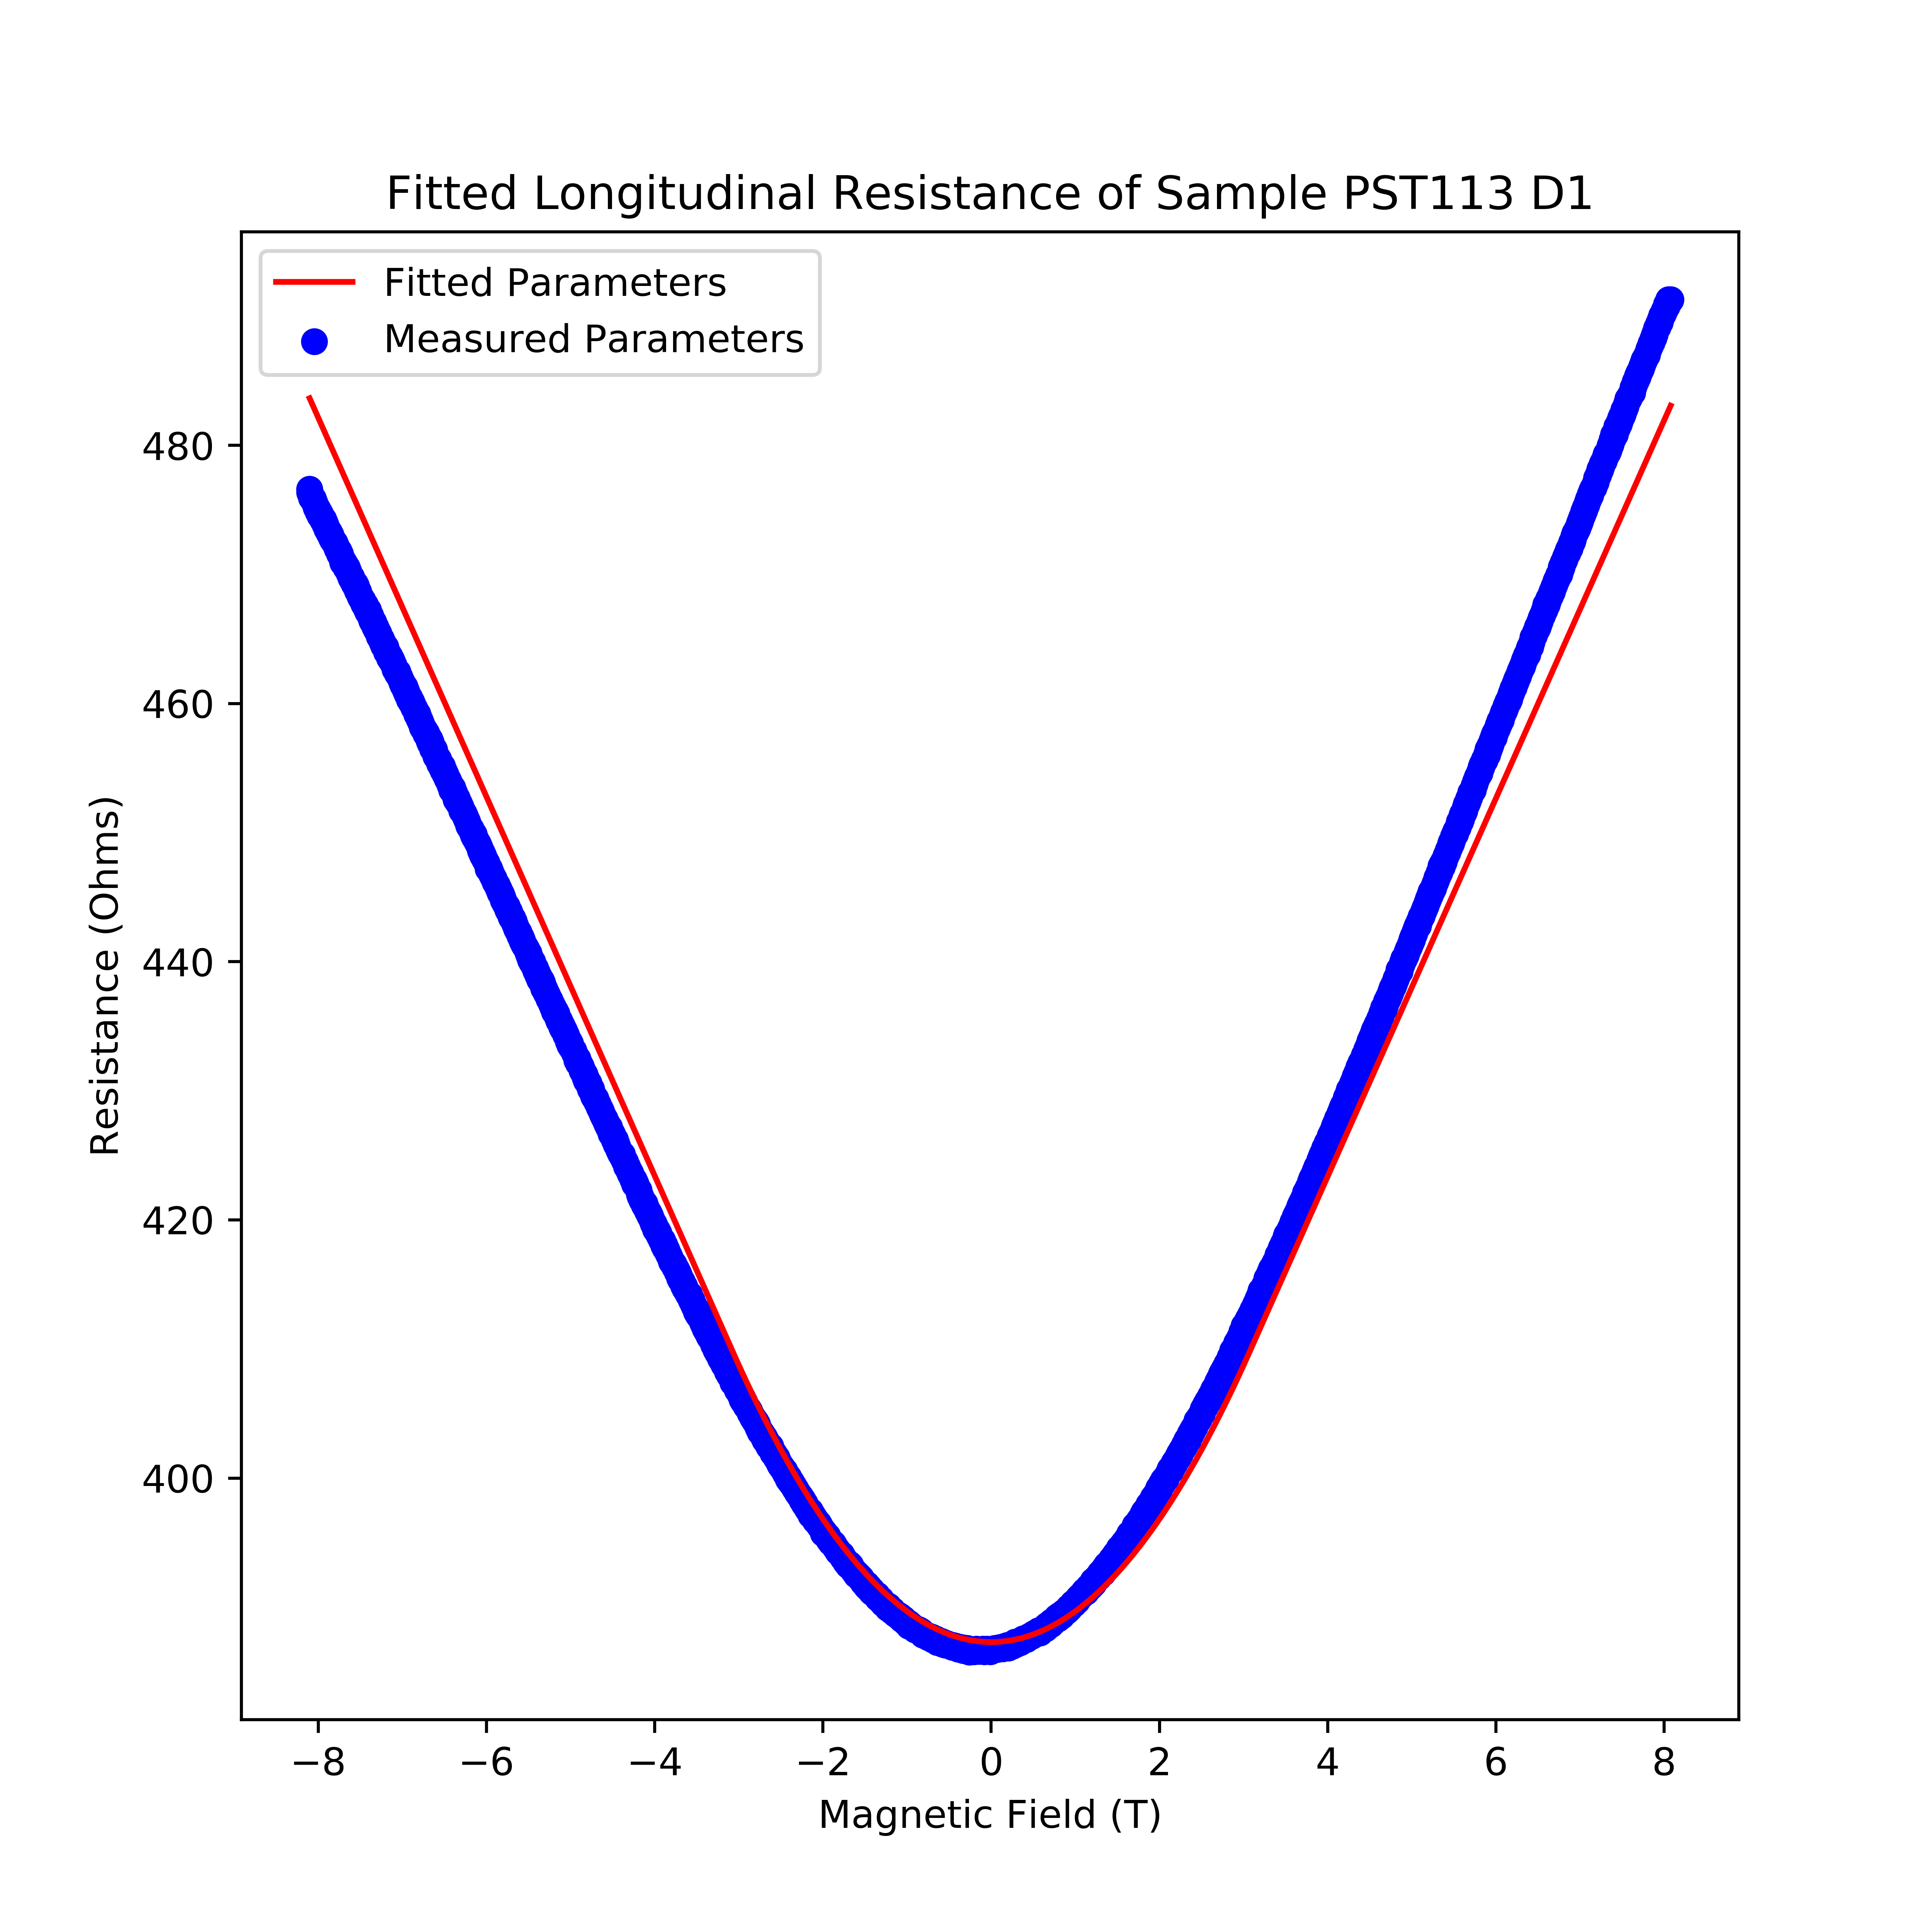 Fitted Longitudinal Resistance of Sample PST113 D1
Fitted Parameters
Measured Parameters
480
460
440
420
400
Resistance (Ohms)
−8 −6 −4 −2 0 2 4 6 8
Magnetic Field (T)